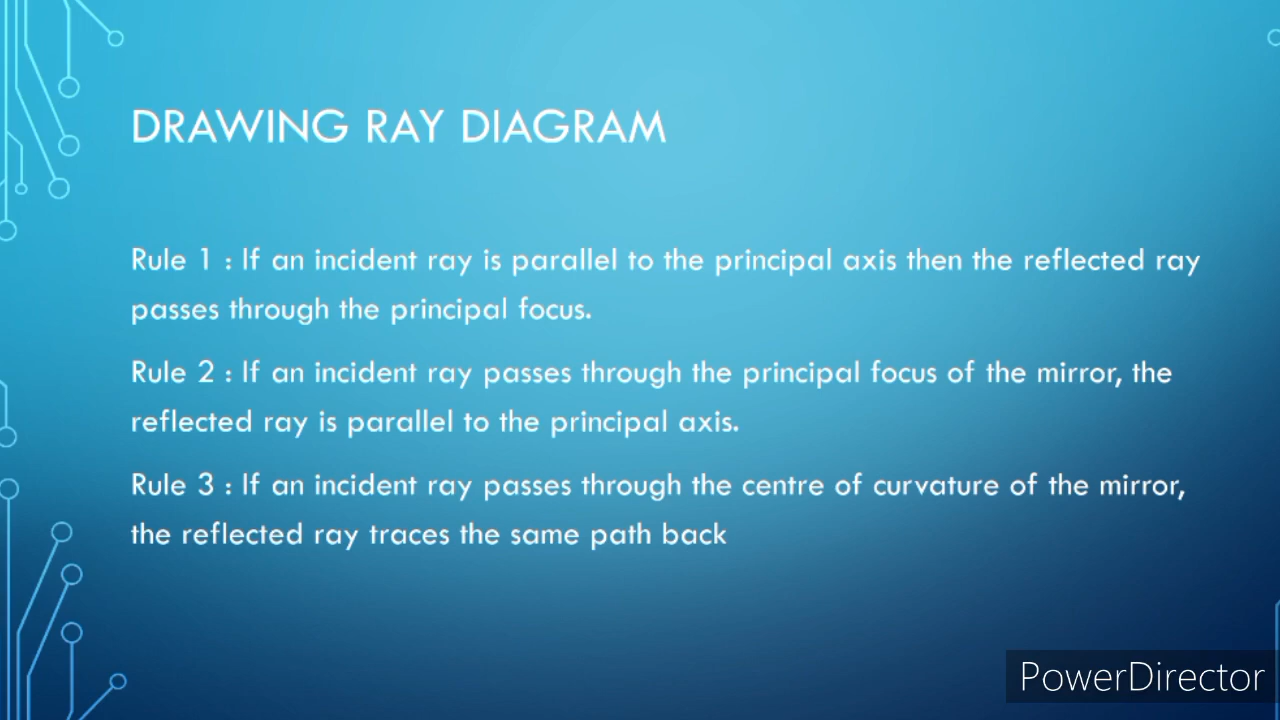 DRAWING RAY DIAGRAM
Rule 1 : If an incident ray is parallel to the principal axis then the reflected ray
passes through the principal focus.
Rule 2 : If an incident ray passes through the principal focus of the mirror, the
reflected ray is parallel to the principal axis.
Rule 3 : If an incident ray passes through the centre of curvature of the mirror,
the reflected ray traces the same path back
PowerDirector